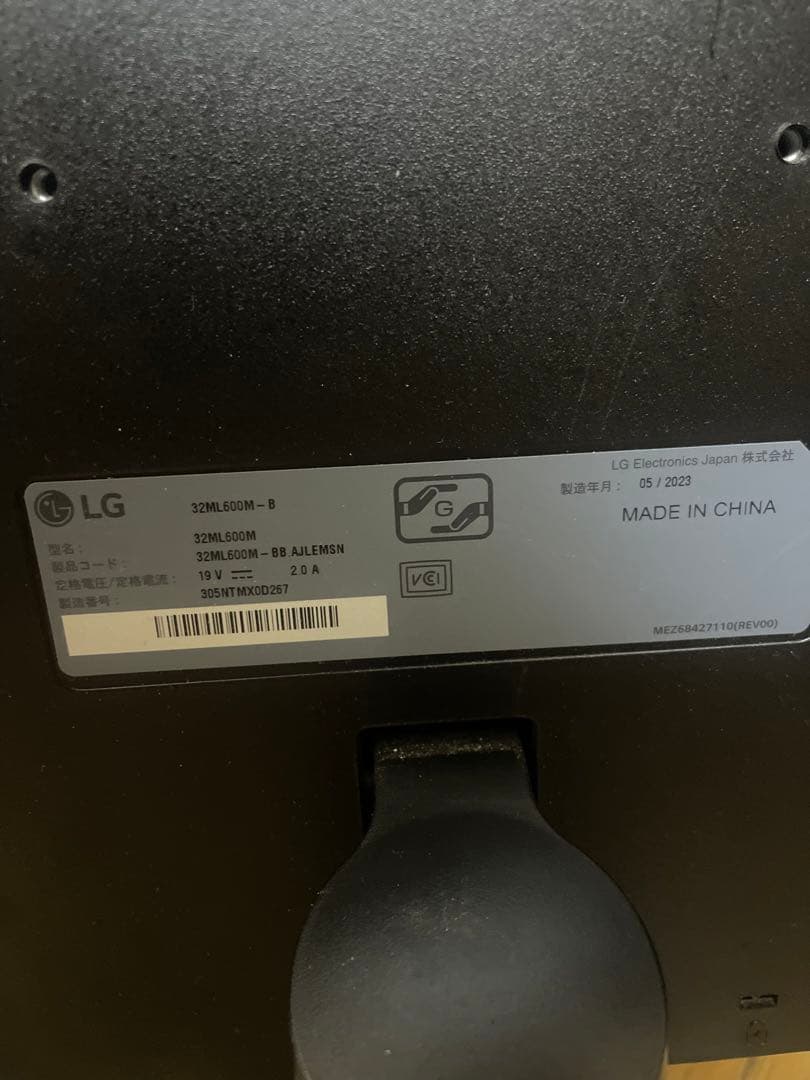 LG Electronics Japan 株式会社
LG 32ML600M-B
製造年月: 05 / 2023
MADE IN CHINA
型名: 32ML600M
製品コード: 32ML600M-BB.AJLEMSN
定格電圧/定格電流: 19 V 2.0 A
製造番号: 305NTMX0D267
G
VCI
MEZ68427110(REV00)